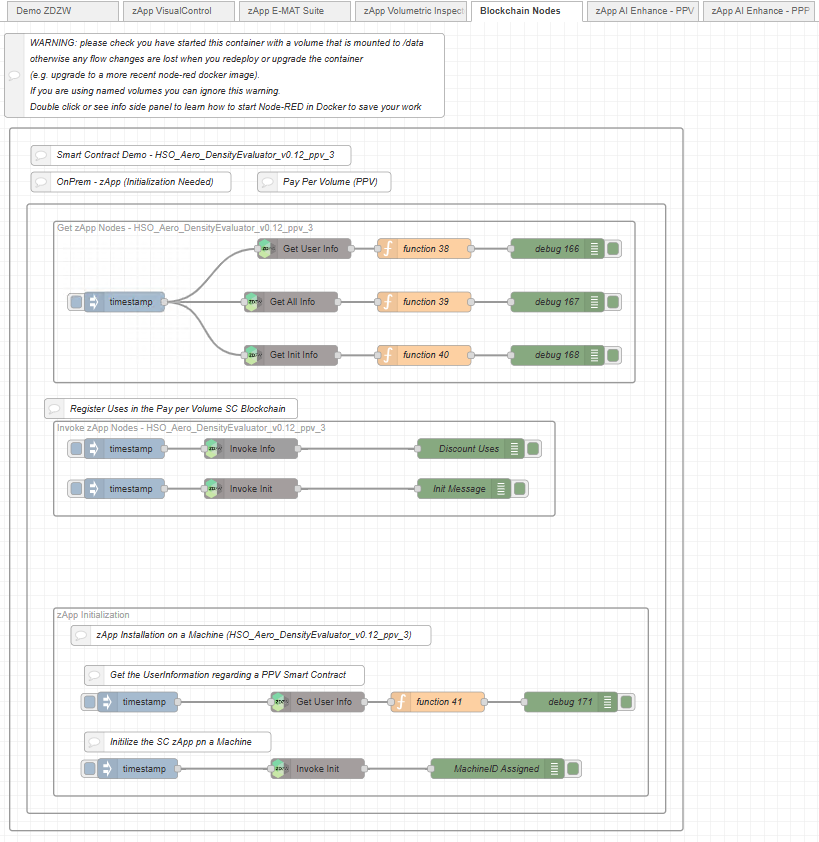 Demo ZDZW
zApp VisualControl
zApp E-MAT Suite
zApp Volumetric Inspect
Blockchain Nodes
zApp AI Enhance - PPV
zApp AI Enhance - PPP
WARNING: please check you have started this container with a volume that is mounted to /data
otherwise any flow changes are lost when you redeploy or upgrade the container
(e.g. upgrade to a more recent node-red docker image).
If you are using named volumes you can ignore this warning.
Double click or see info side panel to learn how to start Node-RED in Docker to save your work
Smart Contract Demo - HSO_Aero_DensityEvaluator_v0.12_ppv_3
OnPrem - zApp (Initialization Needed)
Pay Per Volume (PPV)
Get zApp Nodes - HSO_Aero_DensityEvaluator_v0.12_ppv_3
Get User Info
function 38
debug 166
timestamp
Get All Info
function 39
debug 167
Get Init Info
function 40
debug 168
Register Uses in the Pay per Volume SC Blockchain
Invoke zApp Nodes - HSO_Aero_DensityEvaluator_v0.12_ppv_3
timestamp
Invoke Info
Discount Uses
timestamp
Invoke Init
Init Message
zApp Initialization
zApp Installation on a Machine (HSO_Aero_DensityEvaluator_v0.12_ppv_3)
Get the UserInformation regarding a PPV Smart Contract
timestamp
Get User Info
function 41
debug 171
Initilize the SC zApp pn a Machine
timestamp
Invoke Init
MachineID Assigned